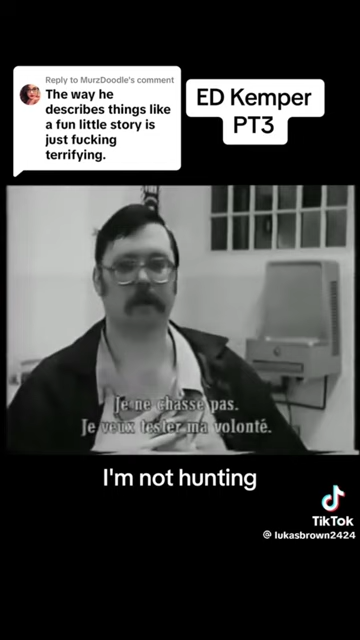 Reply to MurzDoodle's comment
The way he
describes things like
a fun little story is
just fucking
terrifying.
ED Kemper
PT3
Je ne chasse pas.
Je veux tester ma volonté.
I'm not hunting
TikTok
@ lukasbrown2424